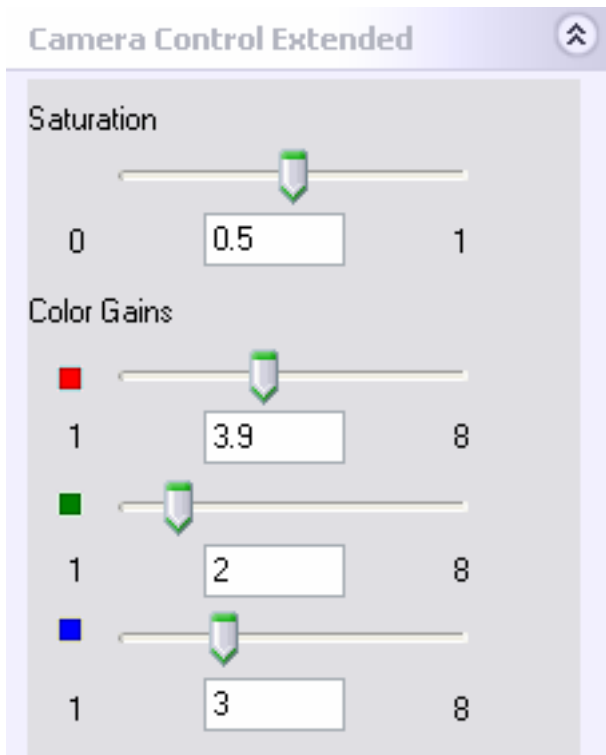 Camera Control Extended
Saturation
0 0.5 1
Color Gains
1 3.9 8
1 2 8
1 3 8